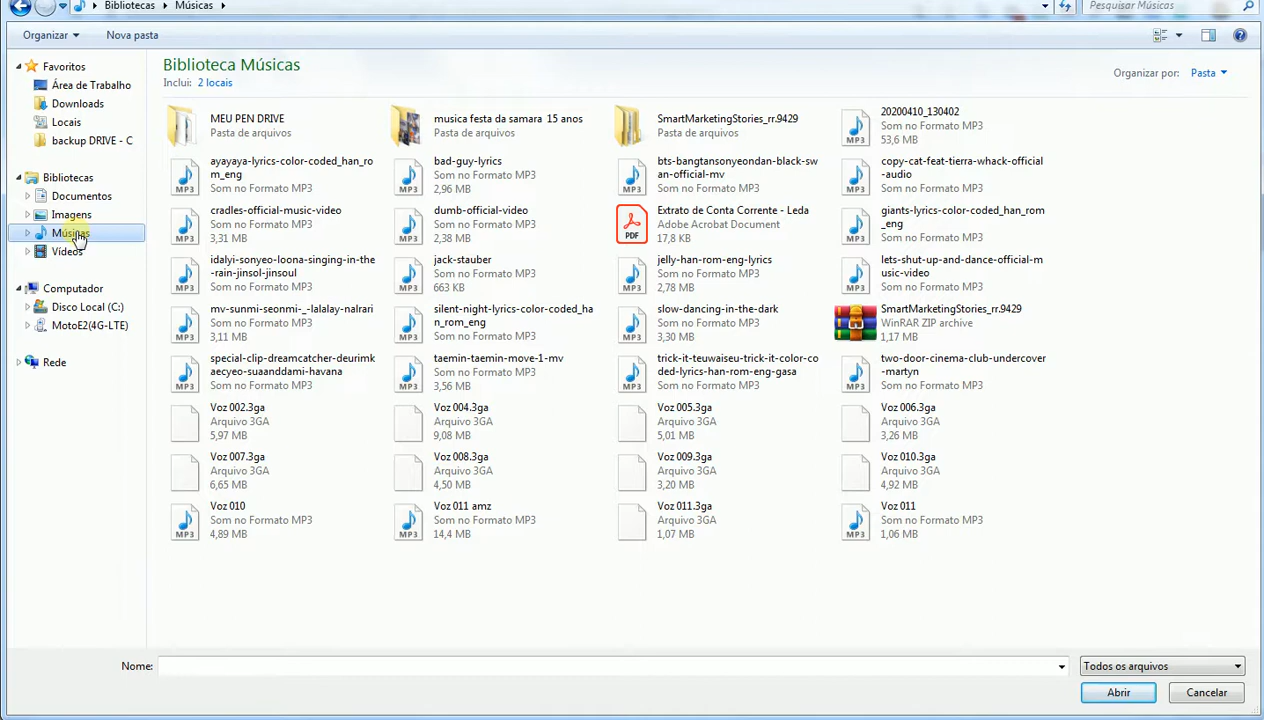 Bibliotecas Músicas
Pesquisar Músicas
Organizar Nova pasta
Favoritos
Área de Trabalho
Downloads
Locais
backup DRIVE - C
Bibliotecas
Documentos
Imagens
Músicas
Vídeos
Computador
Disco Local (C:)
MotoE2(4G-LTE)
Rede
Biblioteca Músicas
Inclui: 2 locais
Organizar por: Pasta
MEU PEN DRIVE
Pasta de arquivos
musica festa da samara 15 anos
Pasta de arquivos
SmartMarketingStories_rr.9429
Pasta de arquivos
20200410_130402
Som no Formato MP3
53,6 MB
ayayaya-lyrics-color-coded_han_ro
m_eng
Som no Formato MP3
bad-guy-lyrics
Som no Formato MP3
2,96 MB
bts-bangtansonyeondan-black-sw
an-official-mv
Som no Formato MP3
copy-cat-feat-tierra-whack-official
-audio
Som no Formato MP3
cradles-official-music-video
Som no Formato MP3
3,31 MB
dumb-official-video
Som no Formato MP3
2,38 MB
Extrato de Conta Corrente - Leda
Adobe Acrobat Document
17,8 KB
PDF
giants-lyrics-color-coded_han_rom
_eng
Som no Formato MP3
idalyi-sonyeo-loona-singing-in-the
-rain-jinsol-jinsoul
Som no Formato MP3
jack-stauber
Som no Formato MP3
663 KB
jelly-han-rom-eng-lyrics
Som no Formato MP3
2,78 MB
lets-shut-up-and-dance-official-m
usic-video
Som no Formato MP3
mv-sunmi-seonmi-_-lalalay-nalrari
Som no Formato MP3
3,11 MB
silent-night-lyrics-color-coded_ha
n_rom_eng
Som no Formato MP3
slow-dancing-in-the-dark
Som no Formato MP3
3,30 MB
SmartMarketingStories_rr.9429
WinRAR ZIP archive
1,17 MB
special-clip-dreamcatcher-deurimk
aecyeo-suaanddami-havana
Som no Formato MP3
taemin-taemin-move-1-mv
Som no Formato MP3
3,56 MB
trick-it-teuwaiseu-trick-it-color-co
ded-lyrics-han-rom-eng-gasa
Som no Formato MP3
two-door-cinema-club-undercover
-martyn
Som no Formato MP3
Voz 002.3ga
Arquivo 3GA
5,97 MB
Voz 004.3ga
Arquivo 3GA
9,08 MB
Voz 005.3ga
Arquivo 3GA
5,01 MB
Voz 006.3ga
Arquivo 3GA
3,26 MB
Voz 007.3ga
Arquivo 3GA
6,65 MB
Voz 008.3ga
Arquivo 3GA
4,50 MB
Voz 009.3ga
Arquivo 3GA
3,20 MB
Voz 010.3ga
Arquivo 3GA
4,92 MB
Voz 010
Som no Formato MP3
4,89 MB
Voz 011 amz
Som no Formato MP3
14,4 MB
Voz 011.3ga
Arquivo 3GA
1,07 MB
Voz 011
Som no Formato MP3
1,06 MB
Nome:
Todos os arquivos
Abrir Cancelar